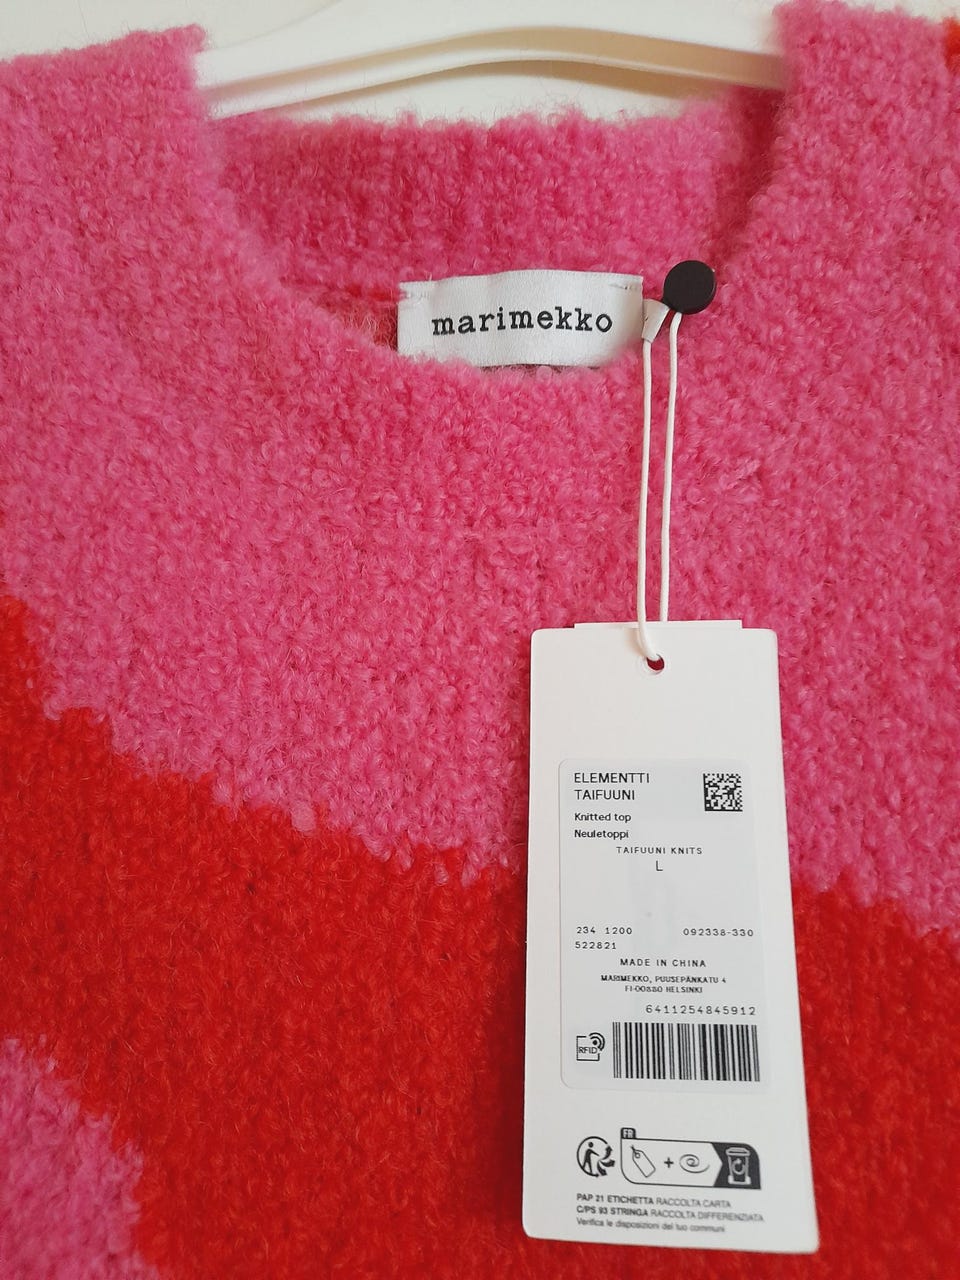 marimekko
ELEMENTTI
TAIFUUNI
Knitted top
Neuletoppi
TAIFUUNI KNITS
L
234 1200 092338-330
522821
MADE IN CHINA
MARIMEKKO, PUUSEPÄNKATU 4
FI-00880 HELSINKI
6411254845912
RFID
FR
PAP 21 ETICHETTA RACCOLTA CARTA
C/PS 93 STRINGA RACCOLTA DIFFERENZIATA
Verifica le disposizioni del tuo comuni